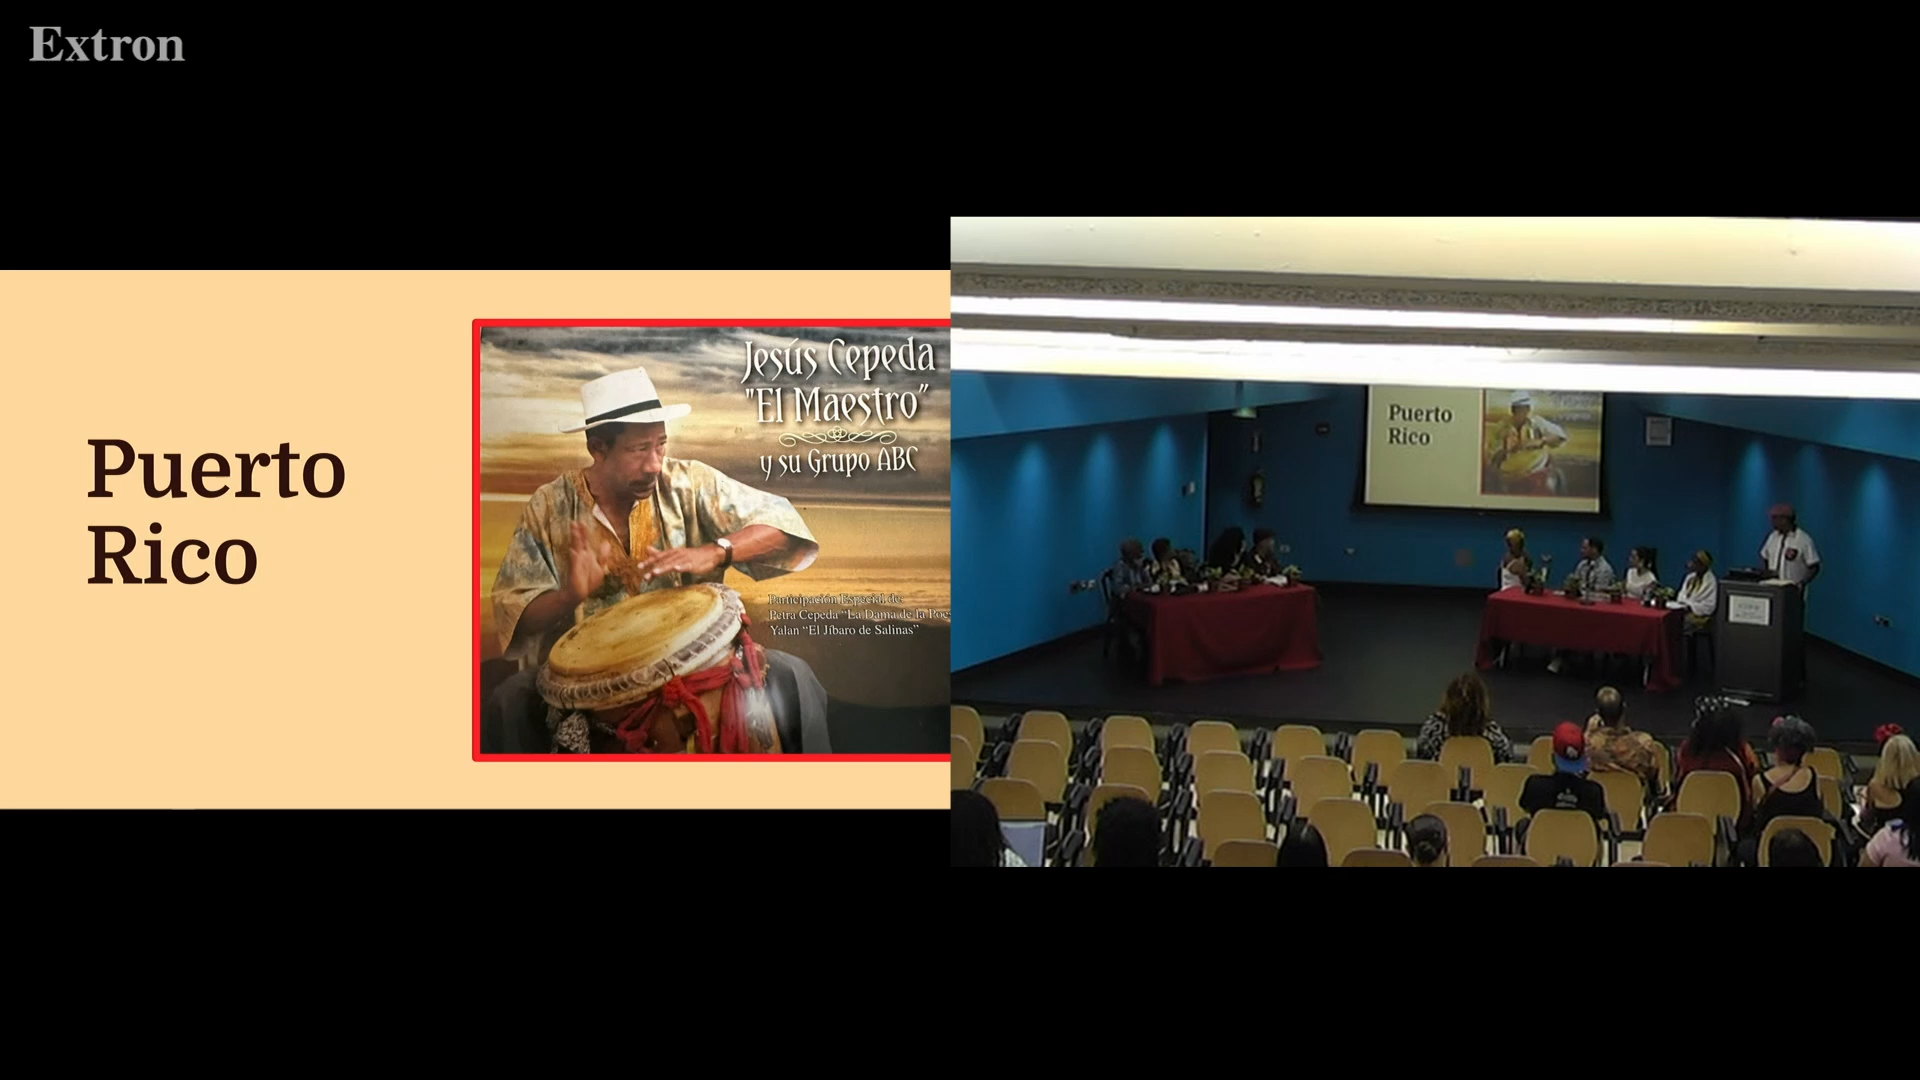 Extron
Puerto
Rico
Jesús Cepeda
"El Maestro"
y su Grupo ABC
Participación Especial de:
Petra Cepeda "La Dama de la Poes
Yalan "El Jíbaro de Salinas"
Puerto
Rico